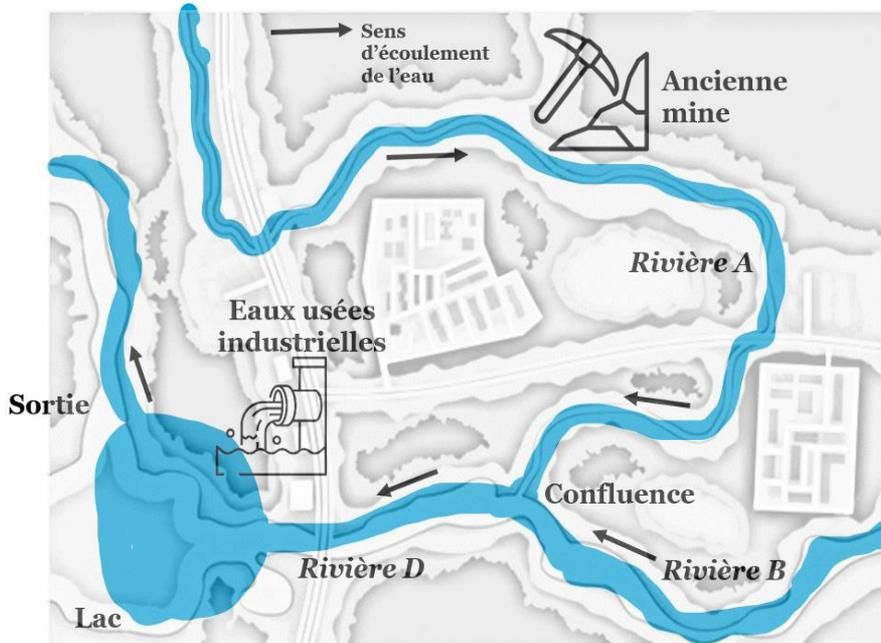 Sens
d’écoulement
de l’eau
Ancienne
mine
Rivière A
Eaux usées
industrielles
Sortie
Confluence
Rivière D
Rivière B
Lac